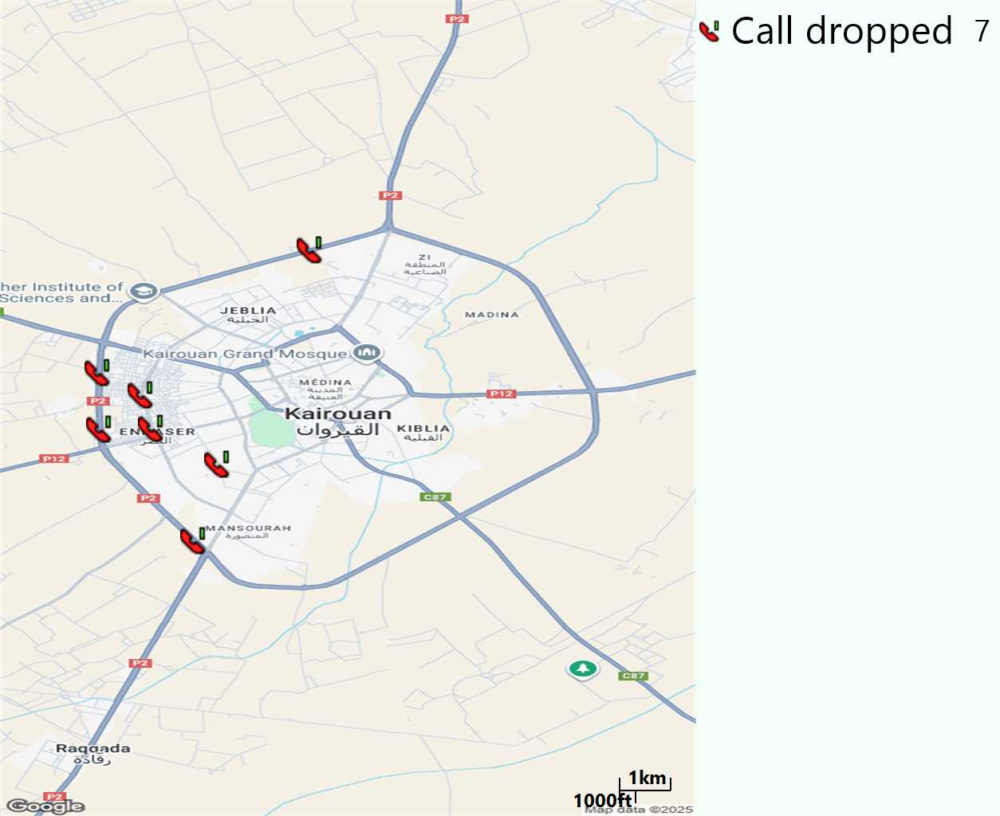 Call dropped 7
P2
P2
ZI
المنطقة
الصناعية
her Institute of
Sciences and...
JEBLIA
الجبلية
MADINA
Kairouan Grand Mosque
MÉDINA
المدينة
العتيقة
P12
P2
Kairouan
القيروان
KIBLIA
القبلية
P12
P2
C87
MANSOURAH
المنصورة
P2
C87
Raqqada
رقادة
1km
1000ft
P2
Google
Map data ©2025